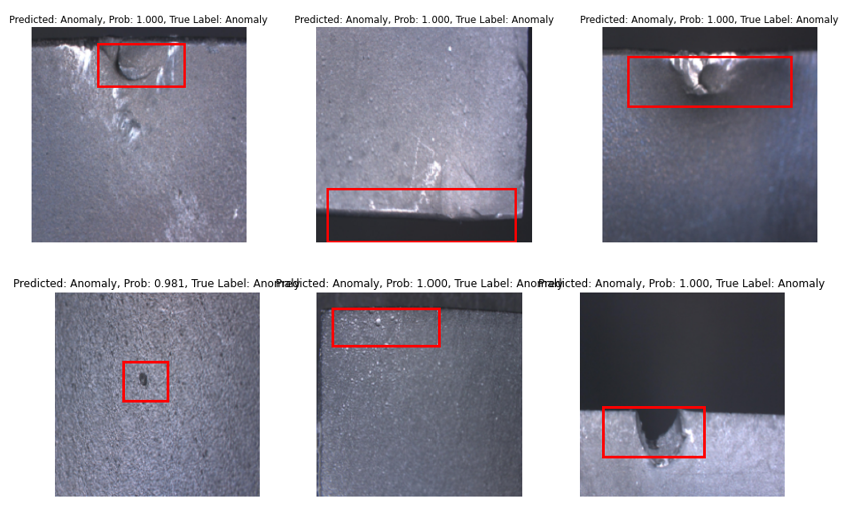 Predicted: Anomaly, Prob: 1.000, True Label: Anomaly
Predicted: Anomaly, Prob: 1.000, True Label: Anomaly
Predicted: Anomaly, Prob: 1.000, True Label: Anomaly
Predicted: Anomaly, Prob: 0.981, True Label: Anomaly
Predicted: Anomaly, Prob: 1.000, True Label: Anomaly
Predicted: Anomaly, Prob: 1.000, True Label: Anomaly